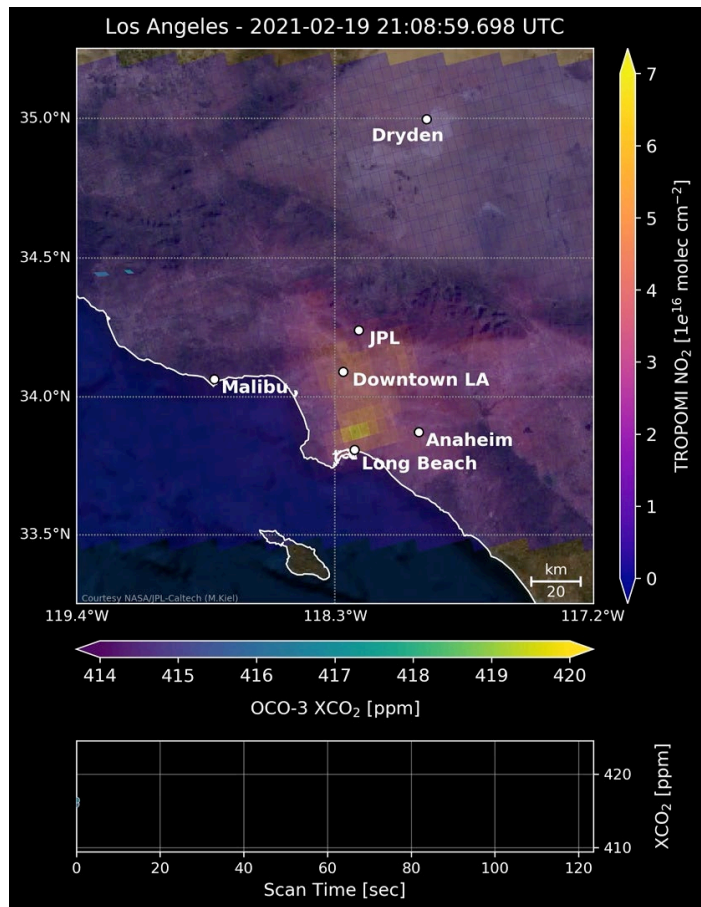 Los Angeles - 2021-02-19 21:08:59.698 UTC
35.0°N
34.5°N
34.0°N
33.5°N
Dryden
JPL
Downtown LA
Malibu
Anaheim
Long Beach
km
20
Courtesy NASA/JPL-Caltech (M.Kiel)
119.4°W 118.3°W 117.2°W
7
6
5
4
3
2
1
0
TROPOMI NO₂ [1e¹⁶ molec cm⁻²]
414 415 416 417 418 419 420
OCO-3 XCO₂ [ppm]
420
410
XCO₂ [ppm]
0 20 40 60 80 100 120
Scan Time [sec]